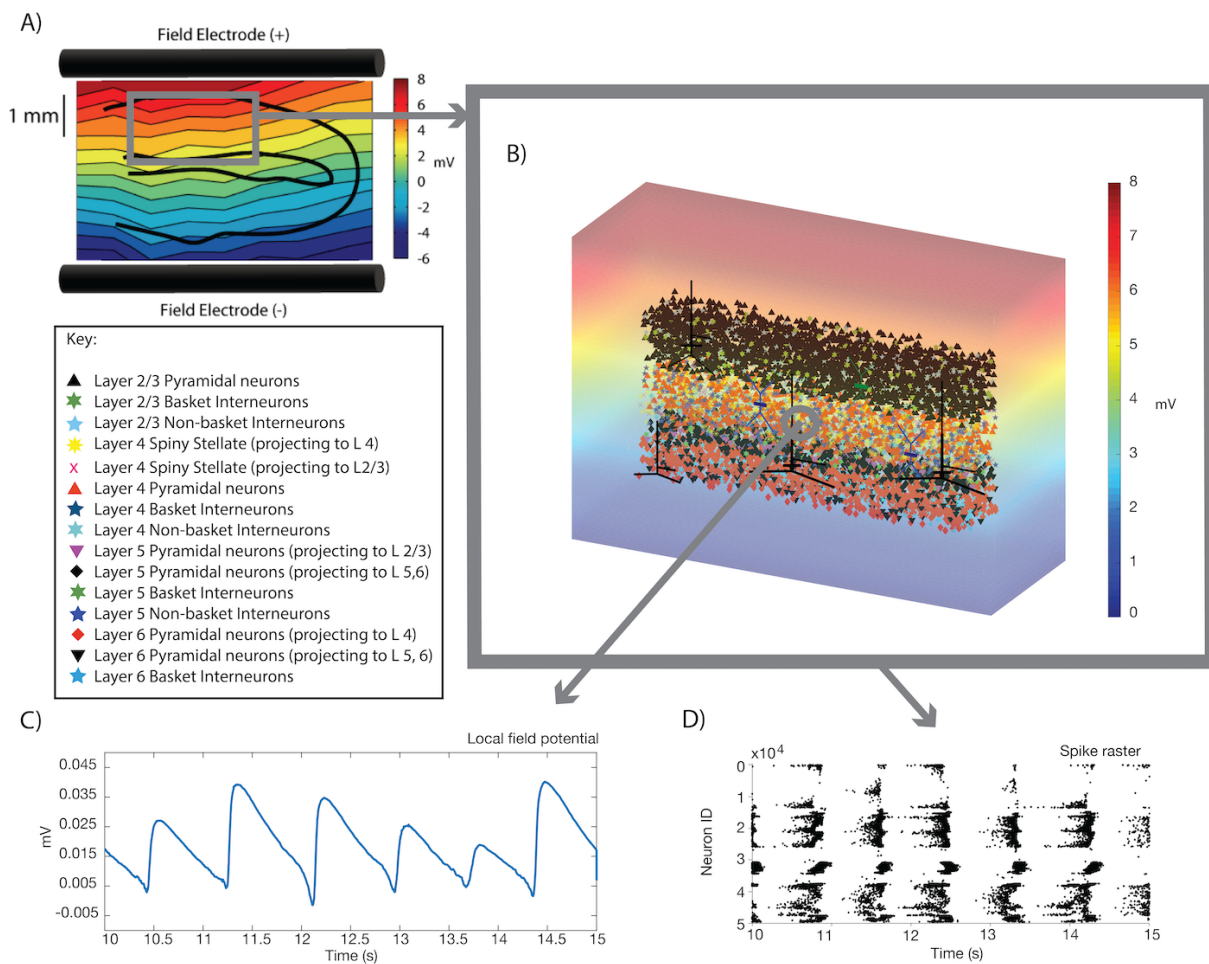 A)
Field Electrode (+)
1 mm
8
6
4
2
0
-2
-4
-6
mV
Field Electrode (-)
Key:
Layer 2/3 Pyramidal neurons
Layer 2/3 Basket Interneurons
Layer 2/3 Non-basket Interneurons
Layer 4 Spiny Stellate (projecting to L 4)
Layer 4 Spiny Stellate (projecting to L2/3)
Layer 4 Pyramidal neurons
Layer 4 Basket Interneurons
Layer 4 Non-basket Interneurons
Layer 5 Pyramidal neurons (projecting to L 2/3)
Layer 5 Pyramidal neurons (projecting to L 5,6)
Layer 5 Basket Interneurons
Layer 5 Non-basket Interneurons
Layer 6 Pyramidal neurons (projecting to L 4)
Layer 6 Pyramidal neurons (projecting to L 5, 6)
Layer 6 Basket Interneurons
B)
8
7
6
5
4
3
2
1
0
mV
C)
Local field potential
0.045
0.035
0.025
0.015
0.005
-0.005
mV
10 10.5 11 11.5 12 12.5 13 13.5 14 14.5 15
Time (s)
D)
x10⁴
Spike raster
0
1
2
3
4
5
Neuron ID
10 11 12 13 14 15
Time (s)